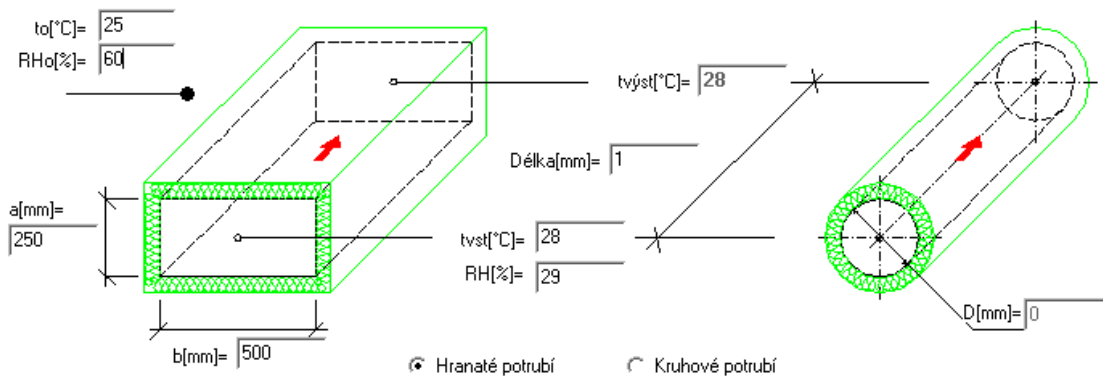 to[°C]= 25
RHo[%]= 60
tvýst[°C]= 28
Délka[mm]= 1
a[mm]=
250
tvst[°C]= 28
RH[%]= 29
D[mm]= 0
b[mm]= 500
Hranaté potrubí
Kruhové potrubí